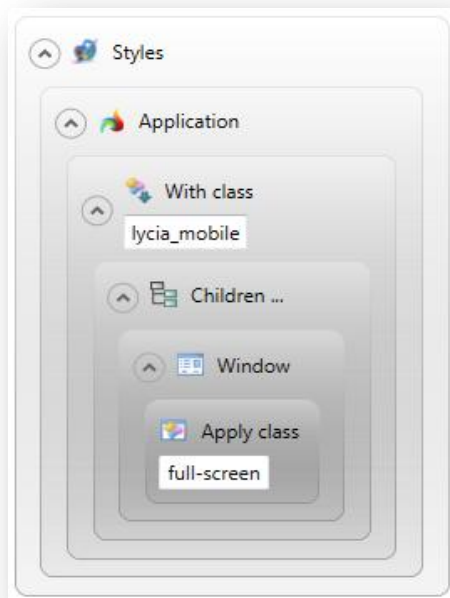 Styles
Application
With class
lycia_mobile
Children ...
Window
Apply class
full-screen